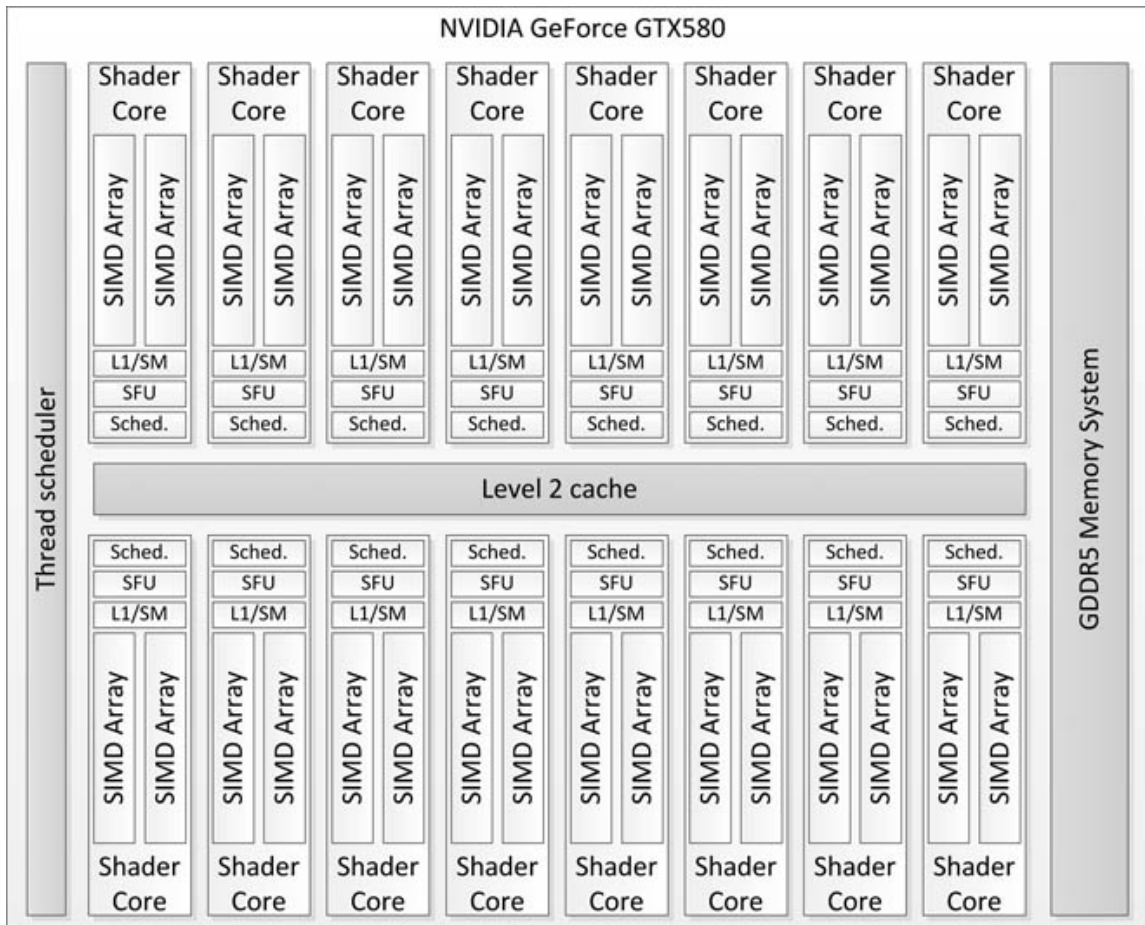 NVIDIA GeForce GTX580
Thread scheduler
Shader Core
SIMD Array
SIMD Array
L1/SM
SFU
Sched.
Shader Core
SIMD Array
SIMD Array
L1/SM
SFU
Sched.
Shader Core
SIMD Array
SIMD Array
L1/SM
SFU
Sched.
Shader Core
SIMD Array
SIMD Array
L1/SM
SFU
Sched.
Shader Core
SIMD Array
SIMD Array
L1/SM
SFU
Sched.
Shader Core
SIMD Array
SIMD Array
L1/SM
SFU
Sched.
Shader Core
SIMD Array
SIMD Array
L1/SM
SFU
Sched.
Shader Core
SIMD Array
SIMD Array
L1/SM
SFU
Sched.
Level 2 cache
Sched.
SFU
L1/SM
SIMD Array
SIMD Array
Shader Core
Sched.
SFU
L1/SM
SIMD Array
SIMD Array
Shader Core
Sched.
SFU
L1/SM
SIMD Array
SIMD Array
Shader Core
Sched.
SFU
L1/SM
SIMD Array
SIMD Array
Shader Core
Sched.
SFU
L1/SM
SIMD Array
SIMD Array
Shader Core
Sched.
SFU
L1/SM
SIMD Array
SIMD Array
Shader Core
Sched.
SFU
L1/SM
SIMD Array
SIMD Array
Shader Core
Sched.
SFU
L1/SM
SIMD Array
SIMD Array
Shader Core
GDDR5 Memory System